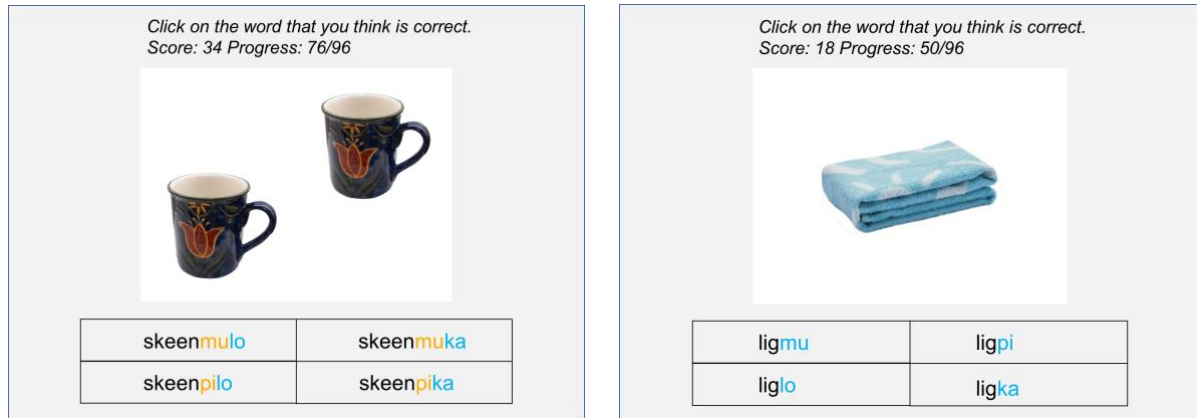 Click on the word that you think is correct.
Score: 34 Progress: 76/96
skeenmulo
skeenmuka
skeenpilo
skeenpika
Click on the word that you think is correct.
Score: 18 Progress: 50/96
ligmu
ligpi
liglo
ligka